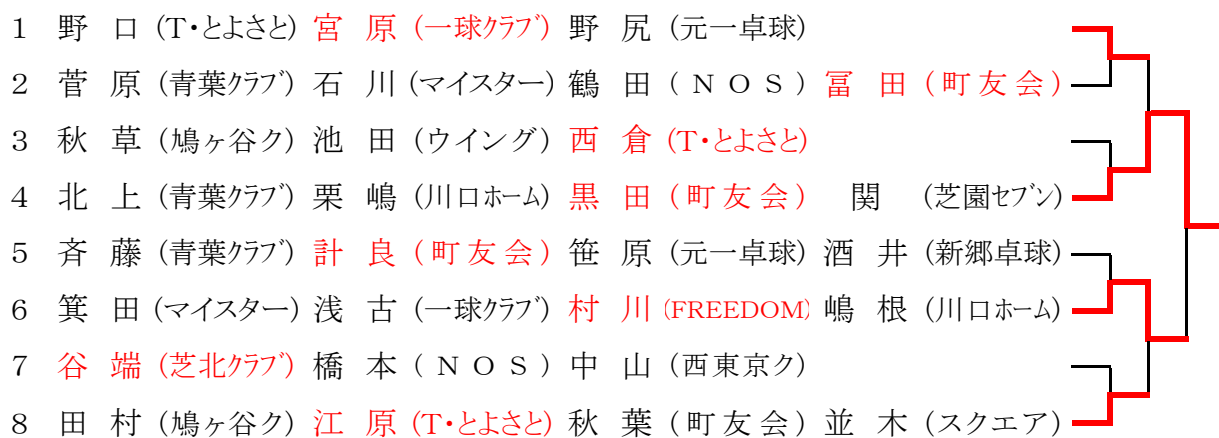 1 野口 (T・とよさと) 宮原 (一球クラブ) 野尻 (元一卓球)
2 菅原 (青葉クラブ) 石川 (マイスター) 鶴田 (NOS) 冨田 (町友会)
3 秋草 (鳩ヶ谷ク) 池田 (ウイング) 西倉 (T・とよさと)
4 北上 (青葉クラブ) 栗嶋 (川口ホーム) 黒田 (町友会) 関 (芝園セブン)
5 斉藤 (青葉クラブ) 計良 (町友会) 笹原 (元一卓球) 酒井 (新郷卓球)
6 箕田 (マイスター) 浅古 (一球クラブ) 村川 (FREEDOM) 嶋根 (川口ホーム)
7 谷端 (芝北クラブ) 橋本 (NOS) 中山 (西東京ク)
8 田村 (鳩ヶ谷ク) 江原 (T・とよさと) 秋葉 (町友会) 並木 (スクエア)